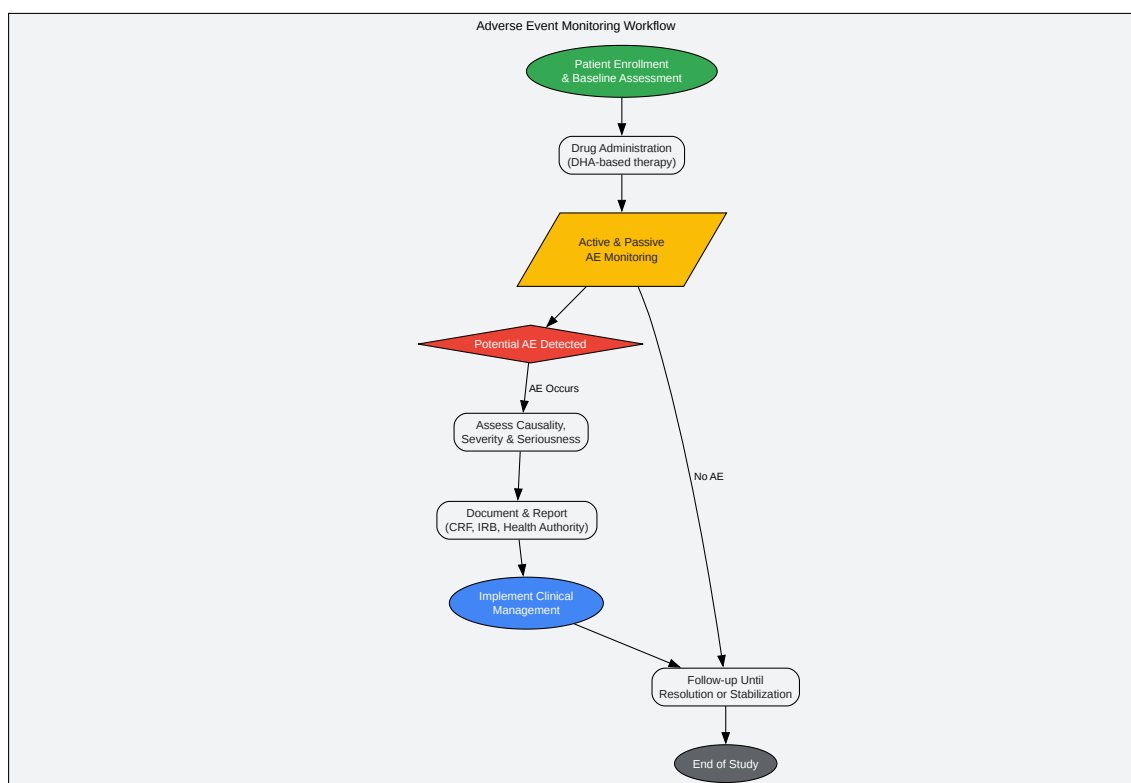 Adverse Event Monitoring Workflow
Patient Enrollment
& Baseline Assessment
Drug Administration
(DHA-based therapy)
Active & Passive
AE Monitoring
Potential AE Detected
AE Occurs
Assess Causality,
Severity & Seriousness
No AE
Document & Report
(CRF, IRB, Health Authority)
Implement Clinical
Management
Follow-up Until
Resolution or Stabilization
End of Study